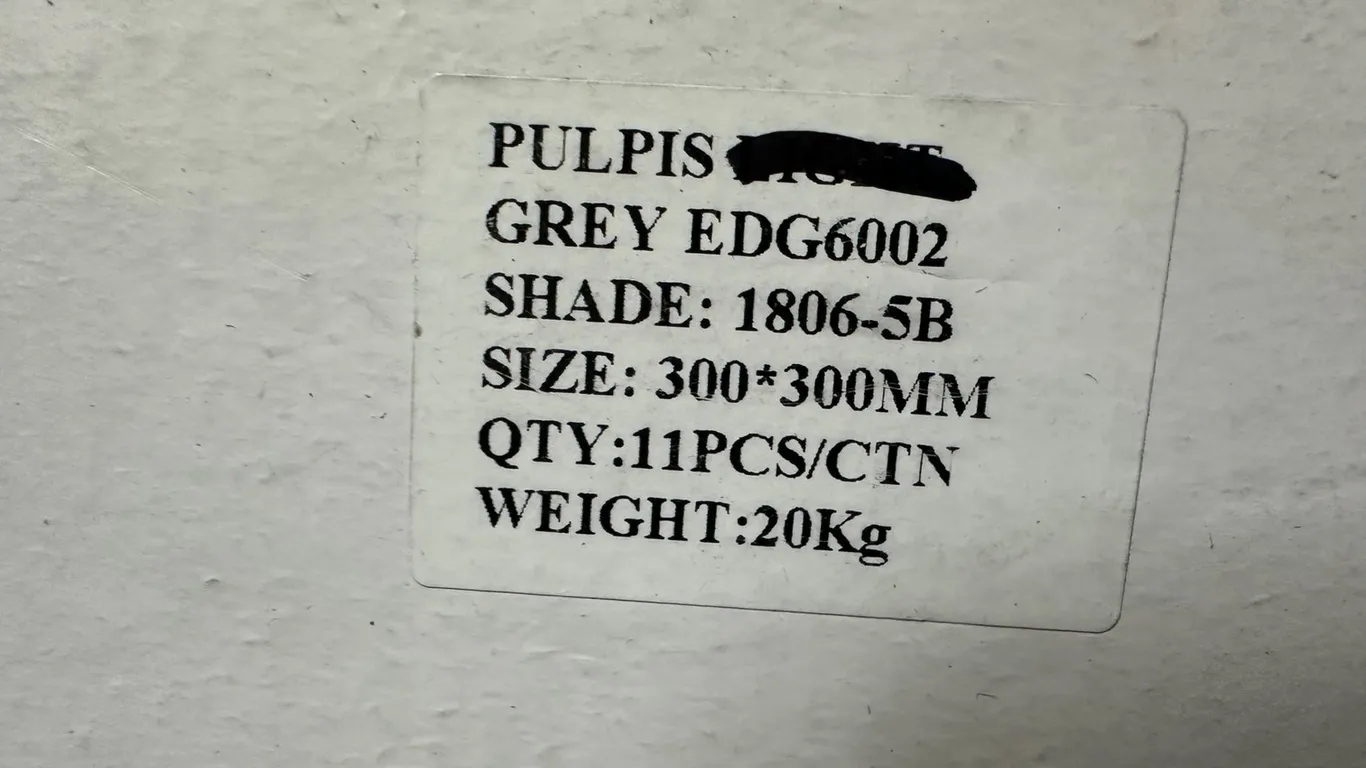 PULPIS
GREY EDG6002
SHADE: 1806-5B
SIZE: 300*300MM
QTY:11PCS/CTN
WEIGHT:20Kg